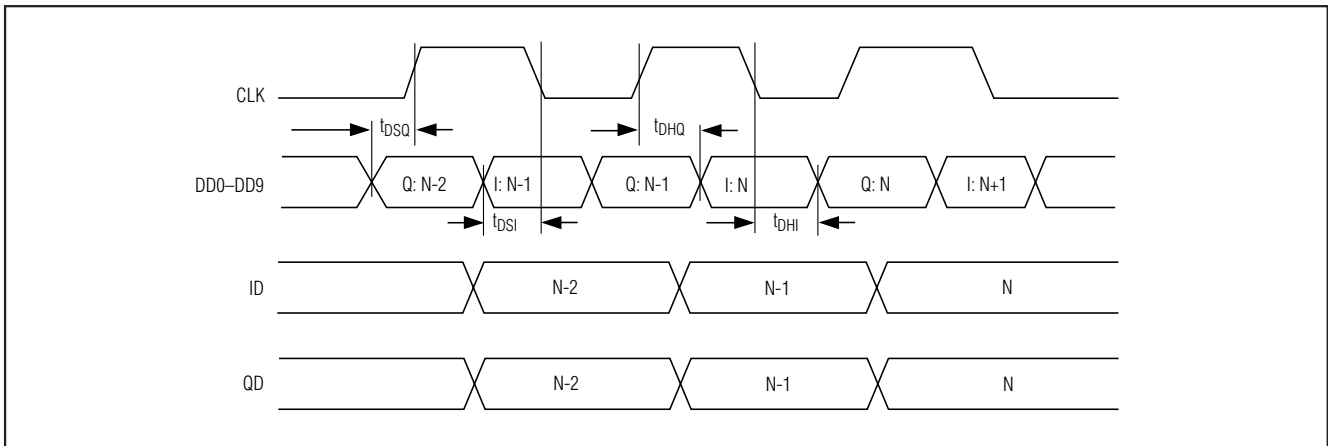 CLK
tDSQ
tDHQ
DD0–DD9
Q: N-2
I: N-1
Q: N-1
I: N
Q: N
I: N+1
tDSI
tDHI
ID
N-2
N-1
N
QD
N-2
N-1
N